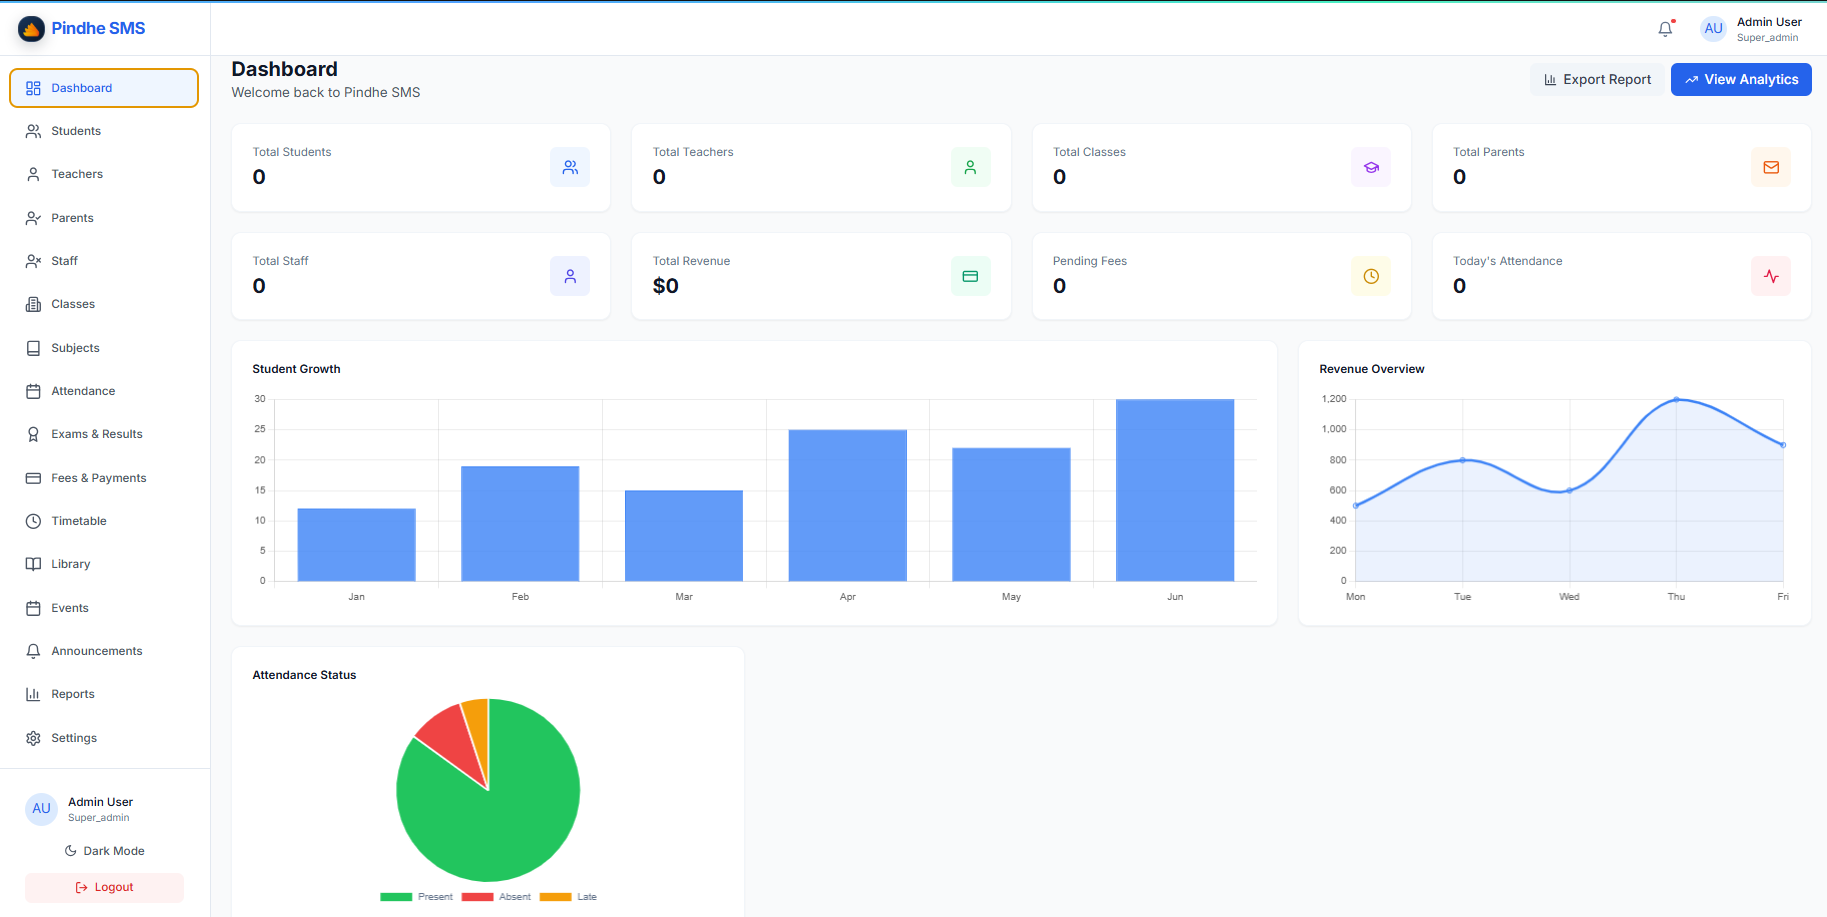 Pindhe SMS
Admin User
Super_admin
Dashboard
Students
Teachers
Parents
Staff
Classes
Subjects
Attendance
Exams & Results
Fees & Payments
Timetable
Library
Events
Announcements
Reports
Settings
AU
Admin User
Super_admin
Dark Mode
Logout
AU
Dashboard
Welcome back to Pindhe SMS
Export Report
View Analytics
Total Students
0
Total Teachers
0
Total Classes
0
Total Parents
0
Total Staff
0
Total Revenue
$0
Pending Fees
0
Today's Attendance
0
Student Growth
30
25
20
15
10
5
0
Jan Feb Mar Apr May Jun
Revenue Overview
1,200
1,000
800
600
400
200
0
Mon Tue Wed Thu Fri
Attendance Status
Present Absent Late